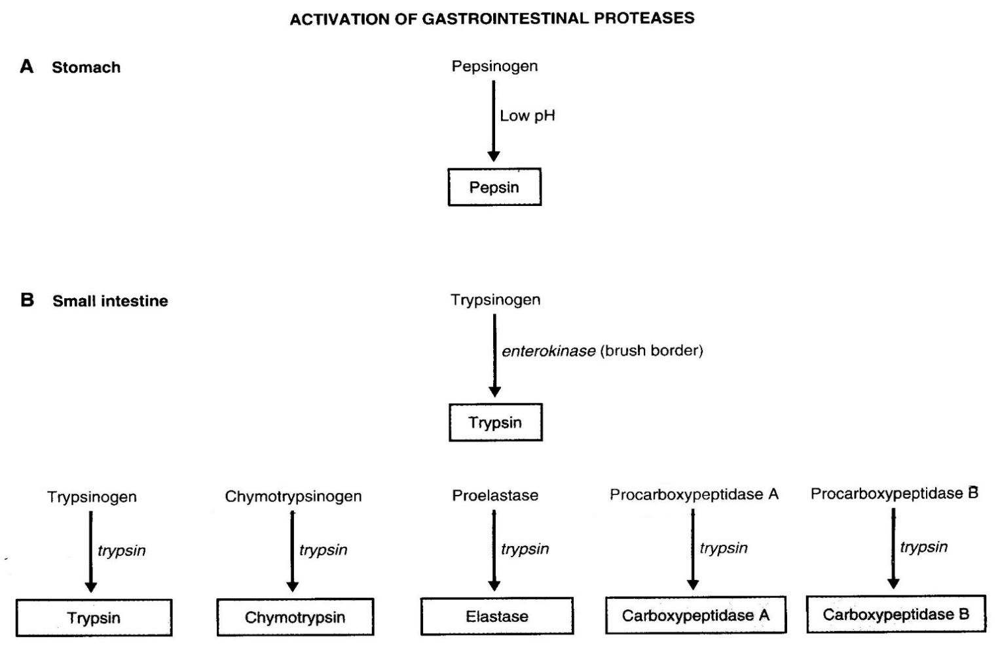 ACTIVATION OF GASTROINTESTINAL PROTEASES
A Stomach
Pepsinogen
Low pH
Pepsin
B Small intestine
Trypsinogen
enterokinase (brush border)
Trypsin
Trypsinogen
Chymotrypsinogen
Proelastase
Procarboxypeptidase A
Procarboxypeptidase B
trypsin
trypsin
trypsin
trypsin
trypsin
Trypsin
Chymotrypsin
Elastase
Carboxypeptidase A
Carboxypeptidase B